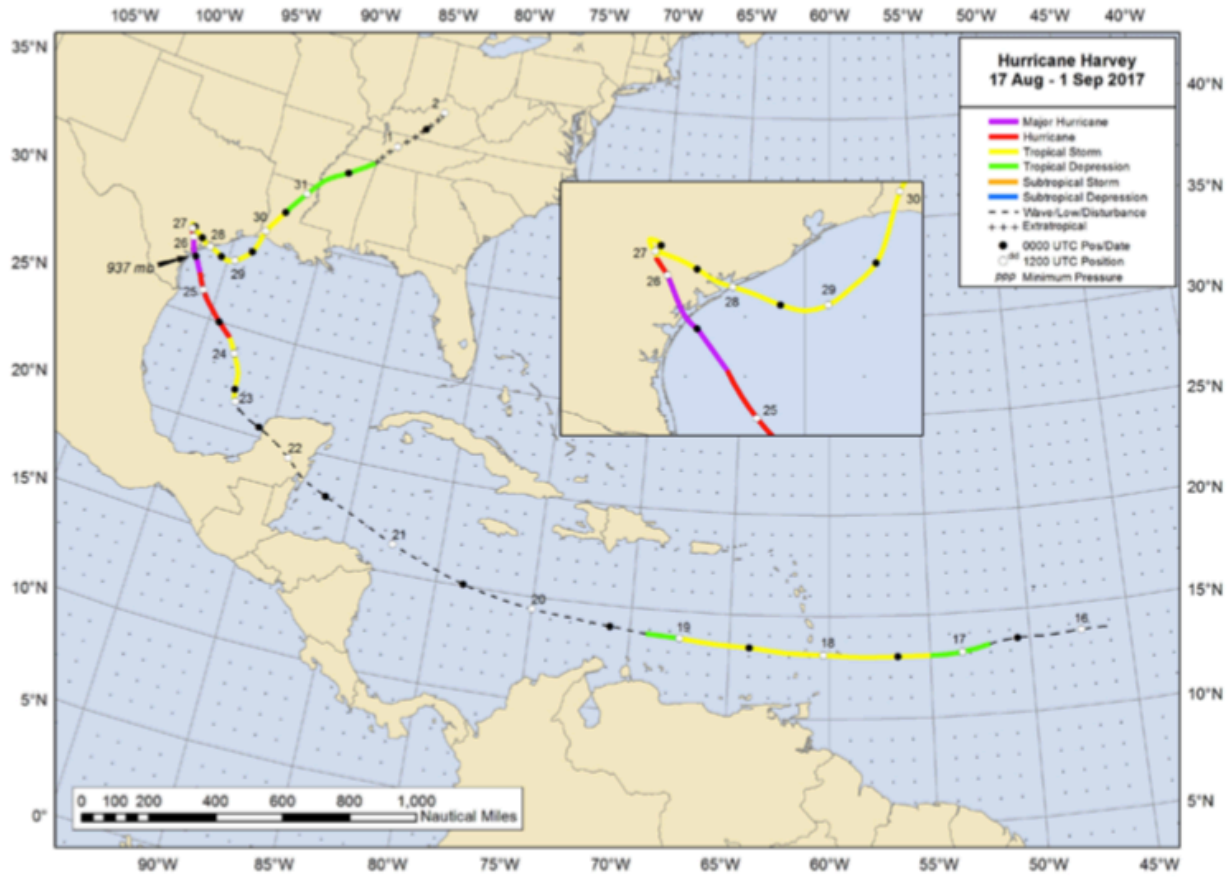 105°W 100°W 95°W 90°W 85°W 80°W 75°W 70°W 65°W 60°W 55°W 50°W 45°W 40°W
35°N
30°N
25°N
20°N
15°N
10°N
5°N
0°
40°N
35°N
30°N
25°N
20°N
15°N
10°N
5°N
Hurricane Harvey
17 Aug - 1 Sep 2017
Major Hurricane
Hurricane
Tropical Storm
Tropical Depression
Subtropical Storm
Subtropical Depression
Wave/Low/Disturbance
Extratropical
0000 UTC Pos/Date
dd 1200 UTC Position
PPP Minimum Pressure
2
31
30
27
28
26
29
937 mb
25
24
23
22
21
20
19
18
17
16
30
27
26
28
29
25
0 100 200 400 600 800 1,000
Nautical Miles
90°W 85°W 80°W 75°W 70°W 65°W 60°W 55°W 50°W 45°W